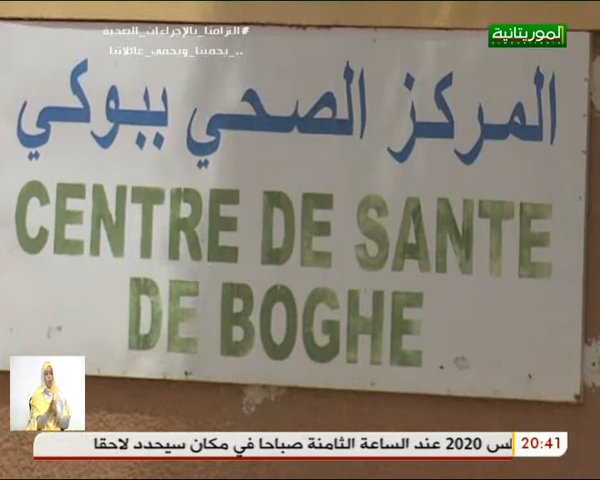 #التزامنا_بالإجراءات_الصحية
.._يحمينا_ويحمي_عائلاتنا
الموريتانية
المركز الصحي ببوكي
CENTRE DE SANTE
DE BOGHE
20:41
2020 عند الساعة الثامنة صباحا في مكان سيحدد لاحقا